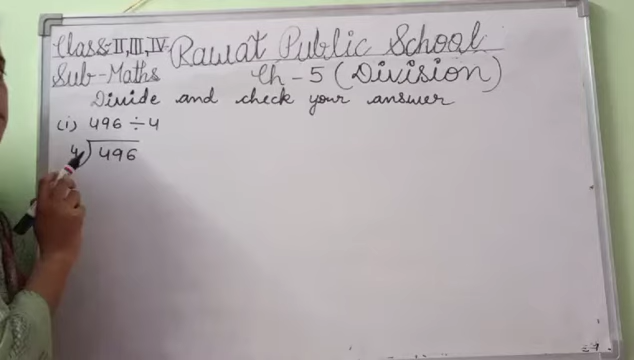 Class-II,III,IV Rawat Public School
Sub-Maths Ch-5 (Division)
Divide and check your answer
(i) 496 ÷ 4
4)496